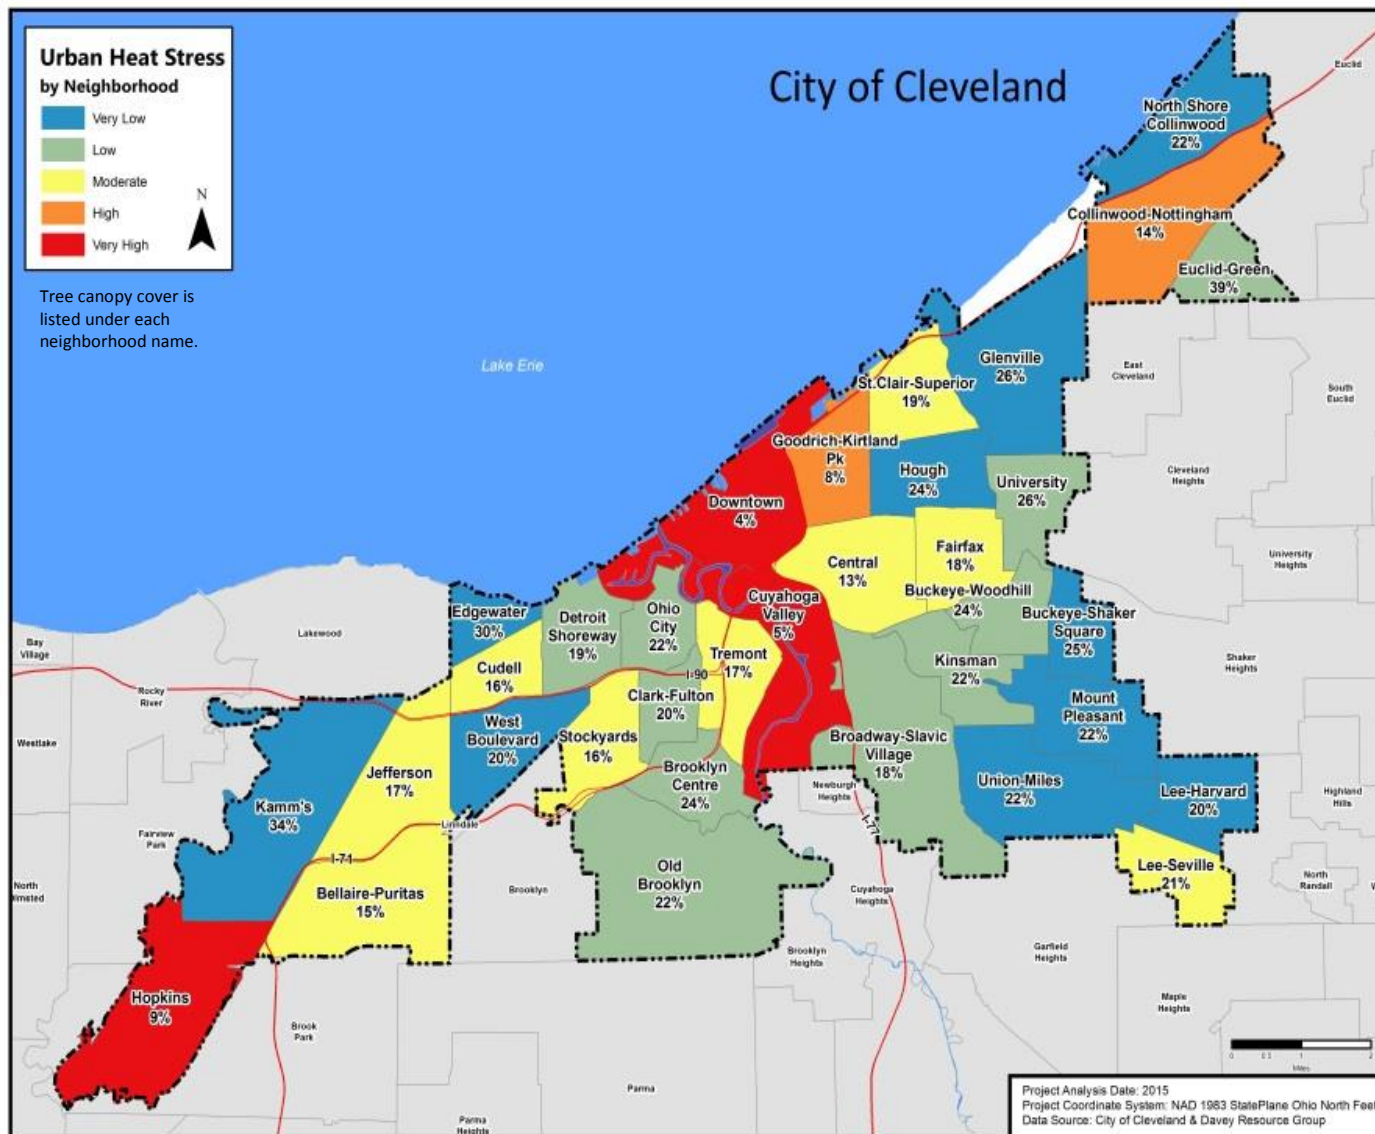 Urban Heat Stress
by Neighborhood
Very Low
Low
Moderate
High
Very High
N
Tree canopy cover is
listed under each
neighborhood name.
City of Cleveland
Lake Erie
Euclid
North Shore
Collinwood
22%
Collinwood-Nottingham
14%
Euclid-Green
39%
Glenville
26%
East
Cleveland
South
Euclid
St.Clair-Superior
19%
Goodrich-Kirtland
Pk
8%
Hough
24%
University
26%
Cleveland
Heights
Downtown
4%
Central
13%
Fairfax
18%
University
Heights
Buckeye-Woodhill
24%
Buckeye-Shaker
Square
25%
Cuyahoga
Valley
5%
Edgewater
30%
Detroit
Shoreway
19%
Ohio
City
22%
Tremont
17%
Kinsman
22%
Shaker
Heights
Lakewood
Bay
Village
Rocky
River
Westlake
Cudell
16%
I-90
Clark-Fulton
20%
West
Boulevard
20%
Stockyards
16%
Mount
Pleasant
22%
Broadway-Slavic
Village
18%
Jefferson
17%
Brooklyn
Centre
24%
Newburgh
Heights
Union-Miles
22%
Lee-Harvard
20%
Highland
Hills
Kamm's
34%
Fairview
Park
Linndale
I-77
I-71
Lee-Seville
21%
North
Randall
Bellaire-Puritas
15%
Brooklyn
Old
Brooklyn
22%
Cuyahoga
Heights
North
lmsted
Brooklyn
Heights
Garfield
Heights
Hopkins
9%
Brook
Park
Maple
Heights
Parma
Parma
Heights
0 0.5 1 2
Miles
Project Analysis Date: 2015
Project Coordinate System: NAD 1983 StatePlane Ohio North Feet
Data Source: City of Cleveland & Davey Resource Group